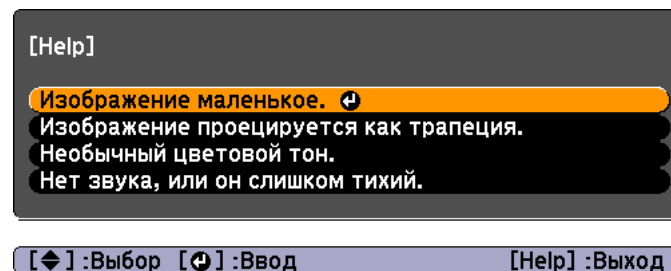 [Help]
Изображение маленькое.
Изображение проецируется как трапеция.
Необычный цветовой тон.
Нет звука, или он слишком тихий.
[◆] :Выбор [↵] :Ввод [Help] :Выход